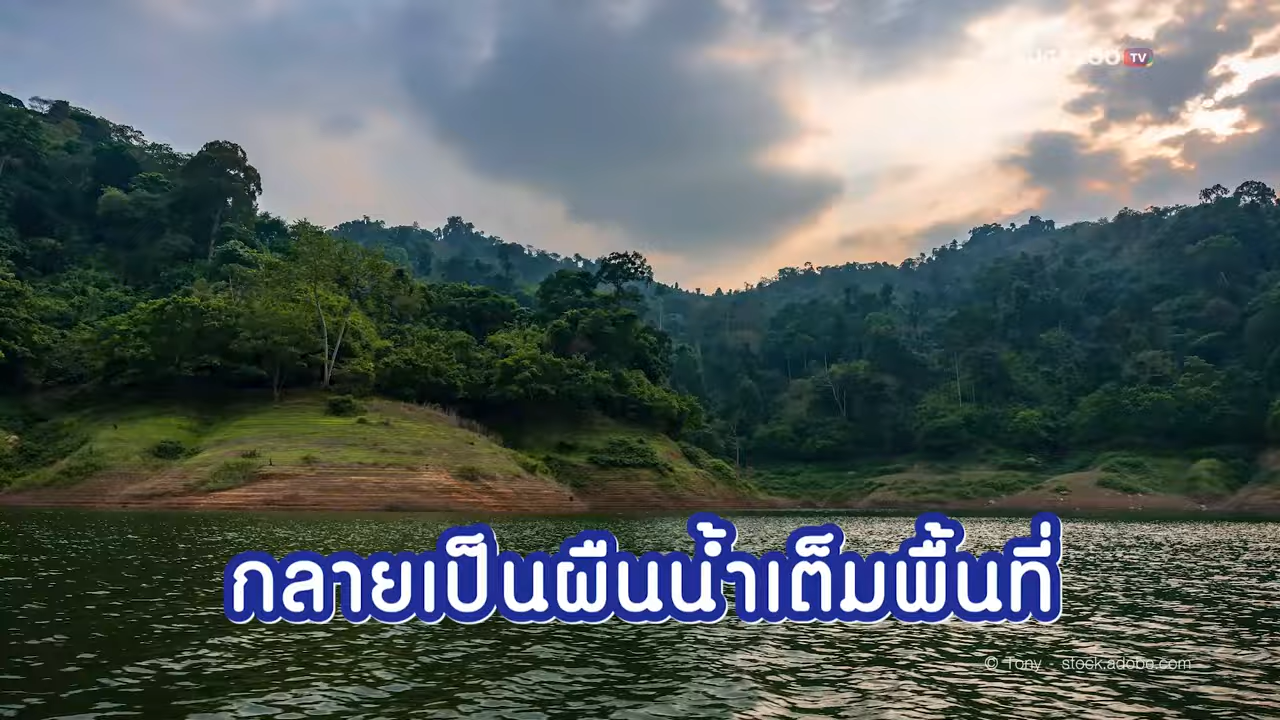 TV
กลายเป็นผืนน้ำเต็มพื้นที่
© Tony - stock.adobe.com